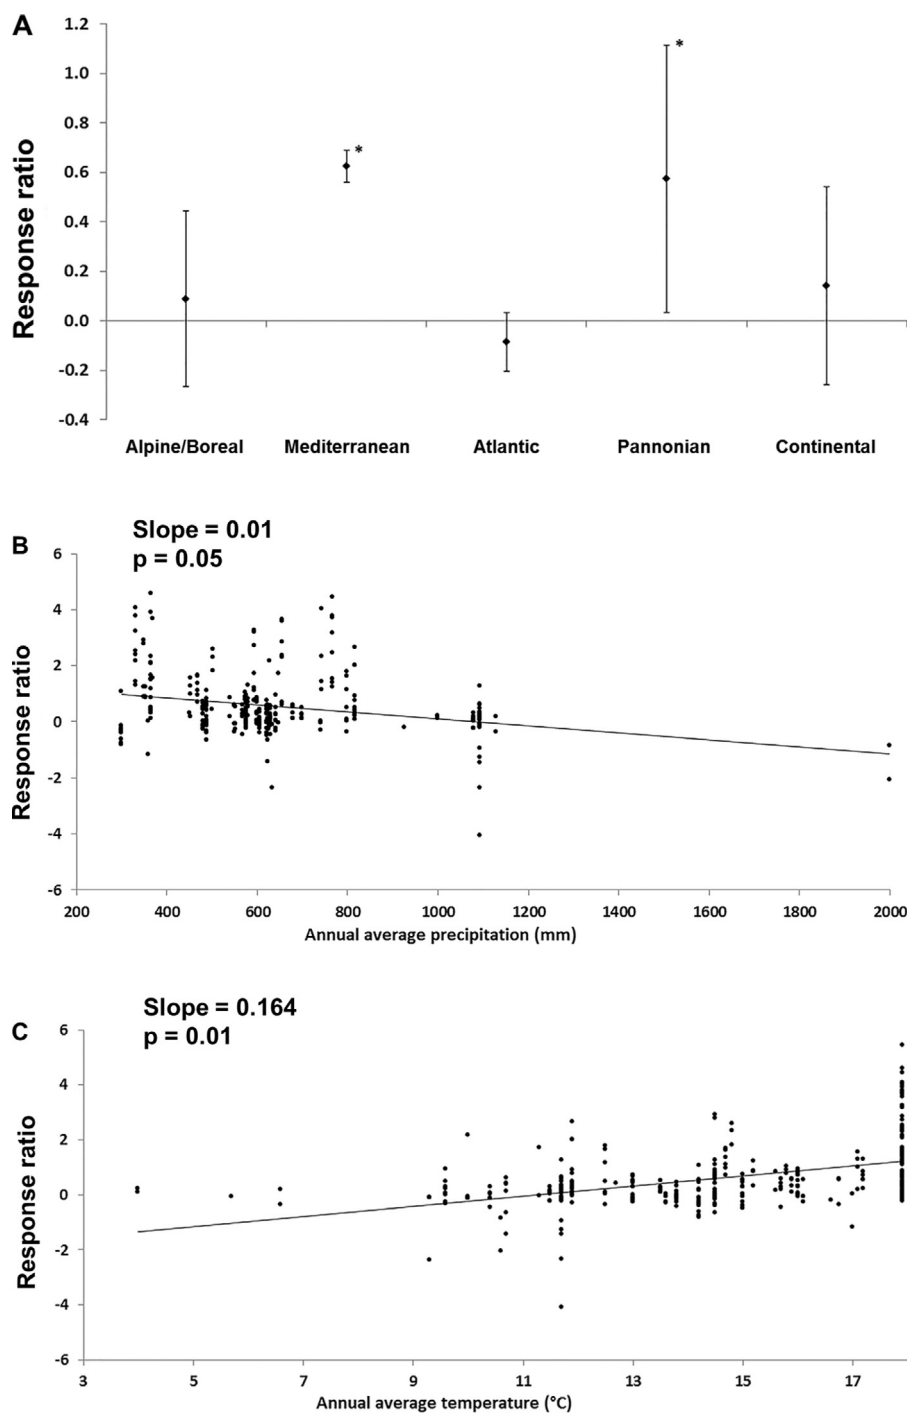 A
Response ratio
1.2
1.0
0.8
0.6
0.4
0.2
0.0
-0.2
-0.4
*
*
Alpine/Boreal Mediterranean Atlantic Pannonian Continental
B
Slope = 0.01
p = 0.05
Response ratio
6
4
2
0
-2
-4
-6
200 400 600 800 1000 1200 1400 1600 1800 2000
Annual average precipitation (mm)
C
Slope = 0.164
p = 0.01
Response ratio
6
4
2
0
-2
-4
-6
3 5 7 9 11 13 15 17
Annual average temperature (°C)